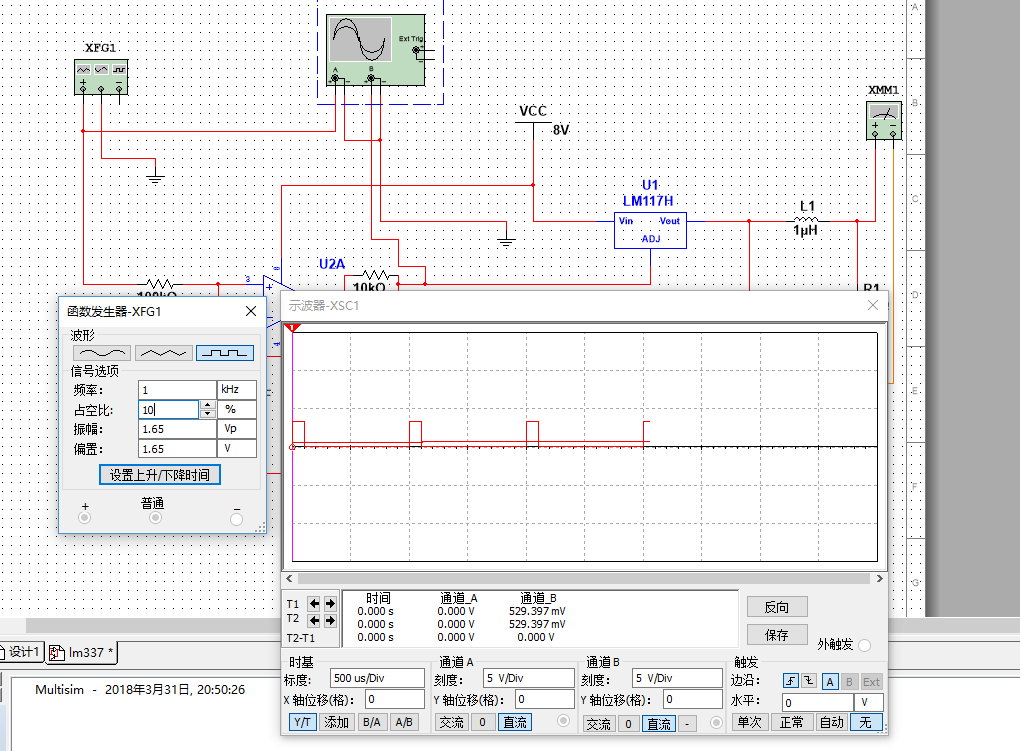 XFG1
A
B
Ext Trig
XMM1
VCC
8V
U1
LM117H
Vin
Vout
ADJ
L1
1µH
U2A
10kΩ
3
8
A
B
C
D
E
F
G
函数发生器-XFG1
波形
信号选项
频率: 1 kHz
占空比: 10 %
振幅: 1.65 Vp
偏置: 1.65 V
设置上升/下降时间
+ 普通 −
示波器-XSC1
时间 通道_A 通道_B
T1 0.000 s 0.000 V 529.397 mV
T2 0.000 s 0.000 V 529.397 mV
T2-T1 0.000 s 0.000 V 0.000 V
反向
保存
外触发
时基 通道A 通道B 触发
标度: 500 us/Div 刻度: 5 V/Div 刻度: 5 V/Div 边沿: A B Ext
X 轴位移(格): 0 Y 轴位移(格): 0 Y 轴位移(格): 0 水平: 0 V
Y/T 添加 B/A A/B 交流 0 直流 交流 0 直流 - 单次 正常 自动 无
设计1 lm337 *
Multisim - 2018年3月31日, 20:50:26